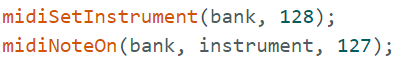 midiSetInstrument(bank, 128);
midiNoteOn(bank, instrument, 127);